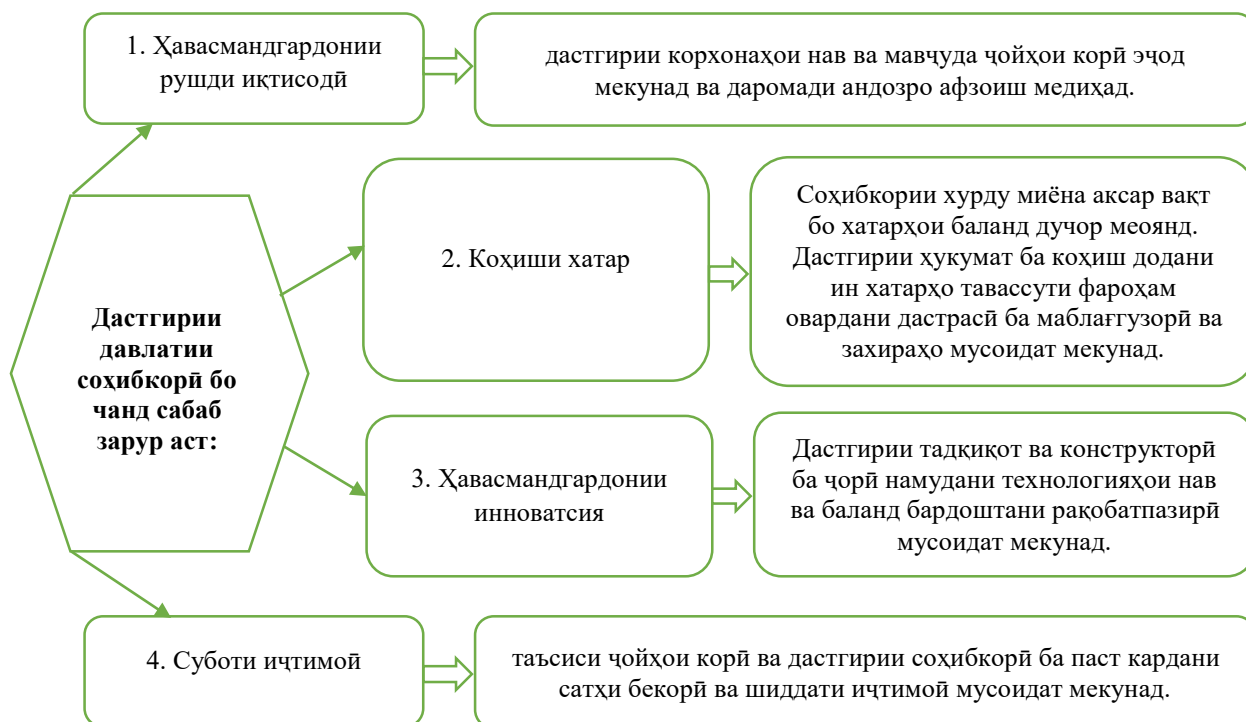 Дастгирии
давлатии
соҳибкорӣ бо
чанд сабаб
зарур аст:
1. Ҳавасмандгардонии
рушди иқтисодӣ
дастгирии корхонаҳои нав ва мавҷуда ҷойҳои корӣ эҷод
мекунад ва даромади андозро афзоиш медиҳад.
2. Коҳиши хатар
Соҳибкории хурду миёна аксар вақт
бо хатарҳои баланд дучор меоянд.
Дастгирии ҳукумат ба коҳиш додани
ин хатарҳо тавассути фароҳам
овардани дастрасӣ ба маблағгузорӣ ва
захираҳо мусоидат мекунад.
3. Ҳавасмандгардонии
инноватсия
Дастгирии тадқиқот ва конструкторӣ
ба ҷорӣ намудани технологияҳои нав
ва баланд бардоштани рақобатпазирӣ
мусоидат мекунад.
4. Суботи иҷтимоӣ
таъсиси ҷойҳои корӣ ва дастгирии соҳибкорӣ ба паст кардани
сатҳи бекорӣ ва шиддати иҷтимоӣ мусоидат мекунад.